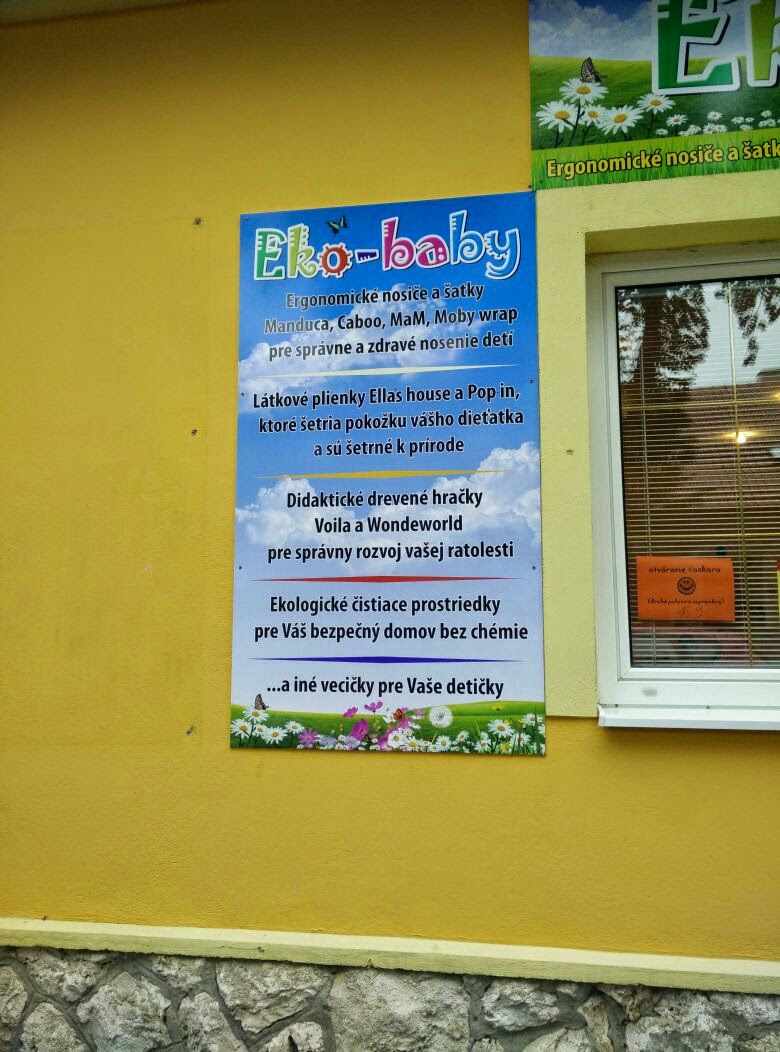 Eko-baby
Ergonomické nosiče a šatky
Manduca, Caboo, MaM, Moby wrap
pre správne a zdravé nosenie detí
Látkové plienky Ellas house a Pop in,
ktoré šetria pokožku vášho dieťatka
a sú šetrné k prírode
Didaktické drevené hračky
Voila a Wondeworld
pre správny rozvoj vašej ratolesti
Ekologické čistiace prostriedky
pre Váš bezpečný domov bez chémie
...a iné vecičky pre Vaše detičky
Ergonomické nosiče a šatk
otvárame čoskoro
(druhá polovica septembra)